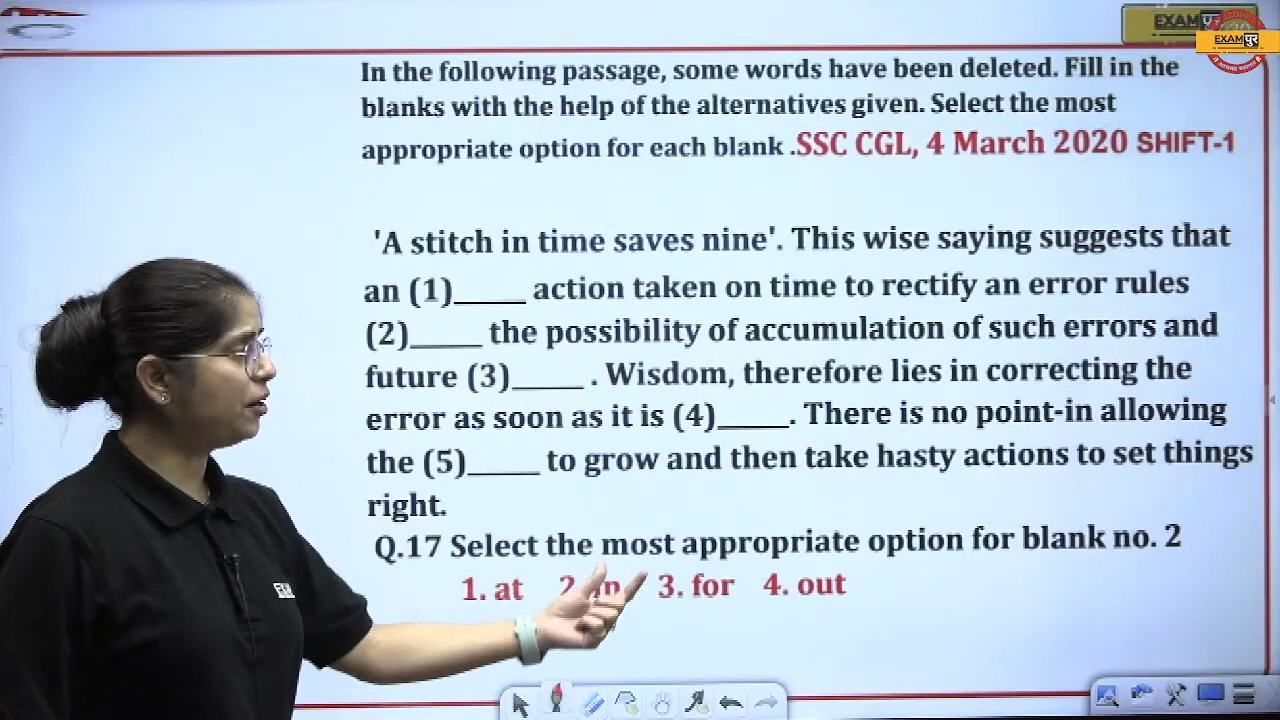 EXAM पुर
EXAM पुर
In the following passage, some words have been deleted. Fill in the
blanks with the help of the alternatives given. Select the most
appropriate option for each blank .SSC CGL, 4 March 2020 SHIFT-1
'A stitch in time saves nine'. This wise saying suggests that
an (1)_____ action taken on time to rectify an error rules
(2)_____ the possibility of accumulation of such errors and
future (3)_____ . Wisdom, therefore lies in correcting the
error as soon as it is (4)_____. There is no point-in allowing
the (5)_____ to grow and then take hasty actions to set things
right.
Q.17 Select the most appropriate option for blank no. 2
1. at 2. in 3. for 4. out